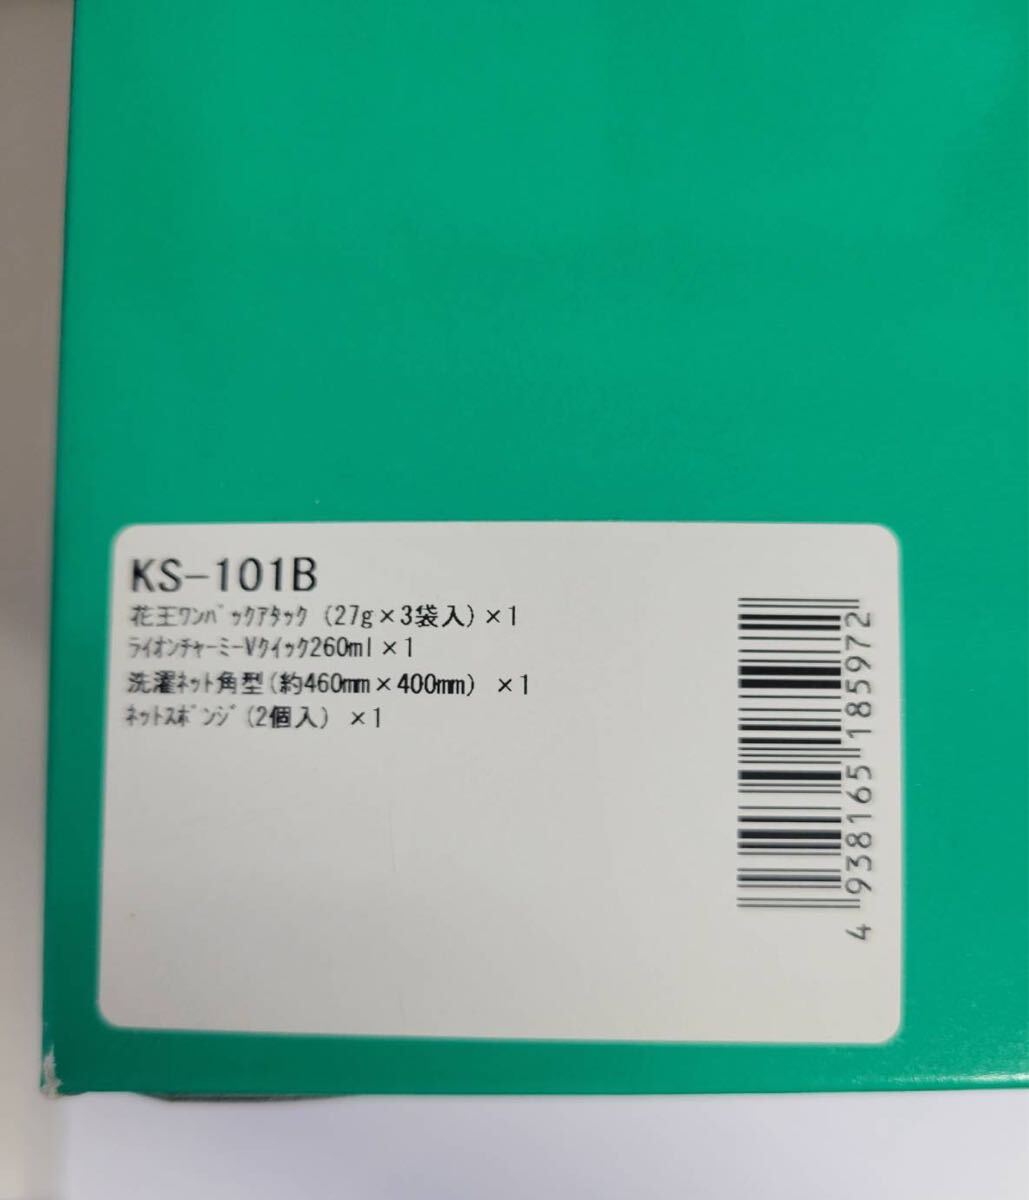 KS-101B
花王ﾜﾝﾊﾟｯｸｱﾀｯｸ (27g×3袋入)×1
ﾗｲｵﾝﾁｬｰﾐｰVｸｲｯｸ260ml×1
洗濯ﾈｯﾄ角型(約460mm×400mm) ×1
ﾈｯﾄｽﾎﾟﾝｼﾞ(2個入) ×1
4 938165 185972